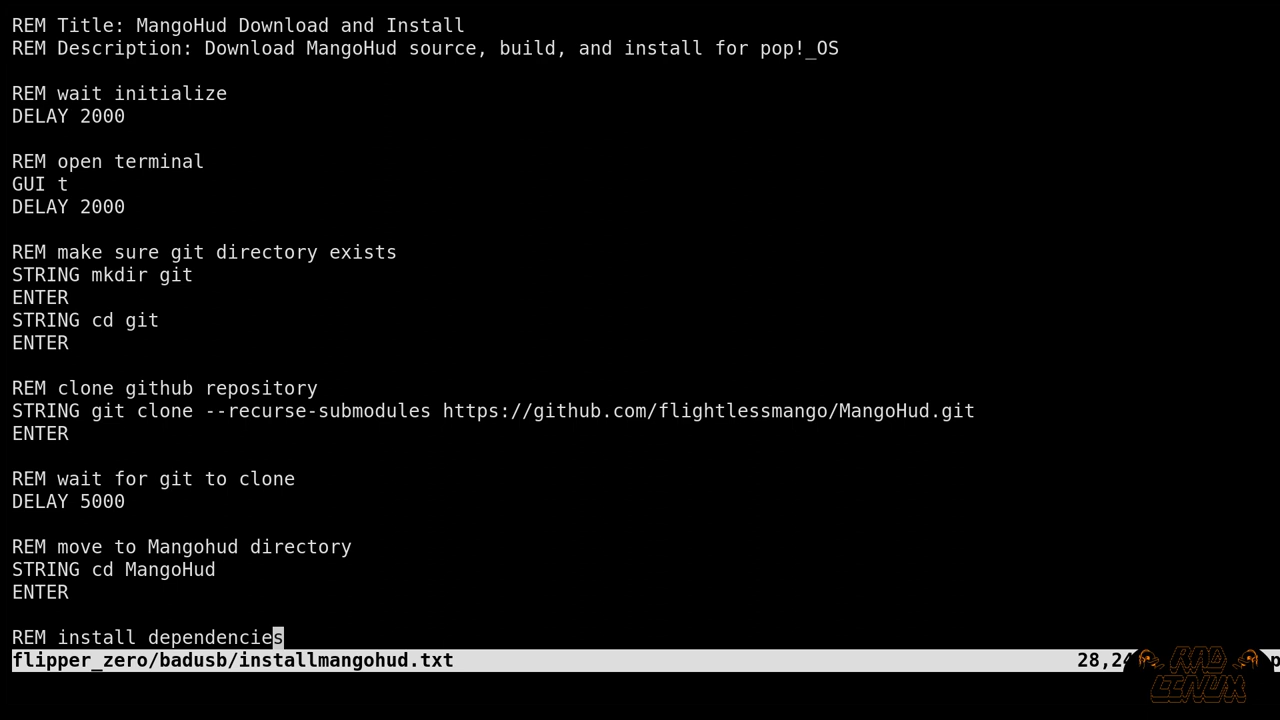 REM Title: MangoHud Download and Install
REM Description: Download MangoHud source, build, and install for pop!_OS
REM wait initialize
DELAY 2000
REM open terminal
GUI t
DELAY 2000
REM make sure git directory exists
STRING mkdir git
ENTER
STRING cd git
ENTER
REM clone github repository
STRING git clone --recurse-submodules https://github.com/flightlessmango/MangoHud.git
ENTER
REM wait for git to clone
DELAY 5000
REM move to Mangohud directory
STRING cd MangoHud
ENTER
REM install dependencies
flipper_zero/badusb/installmangohud.txt 28,24
RAD
LINUX